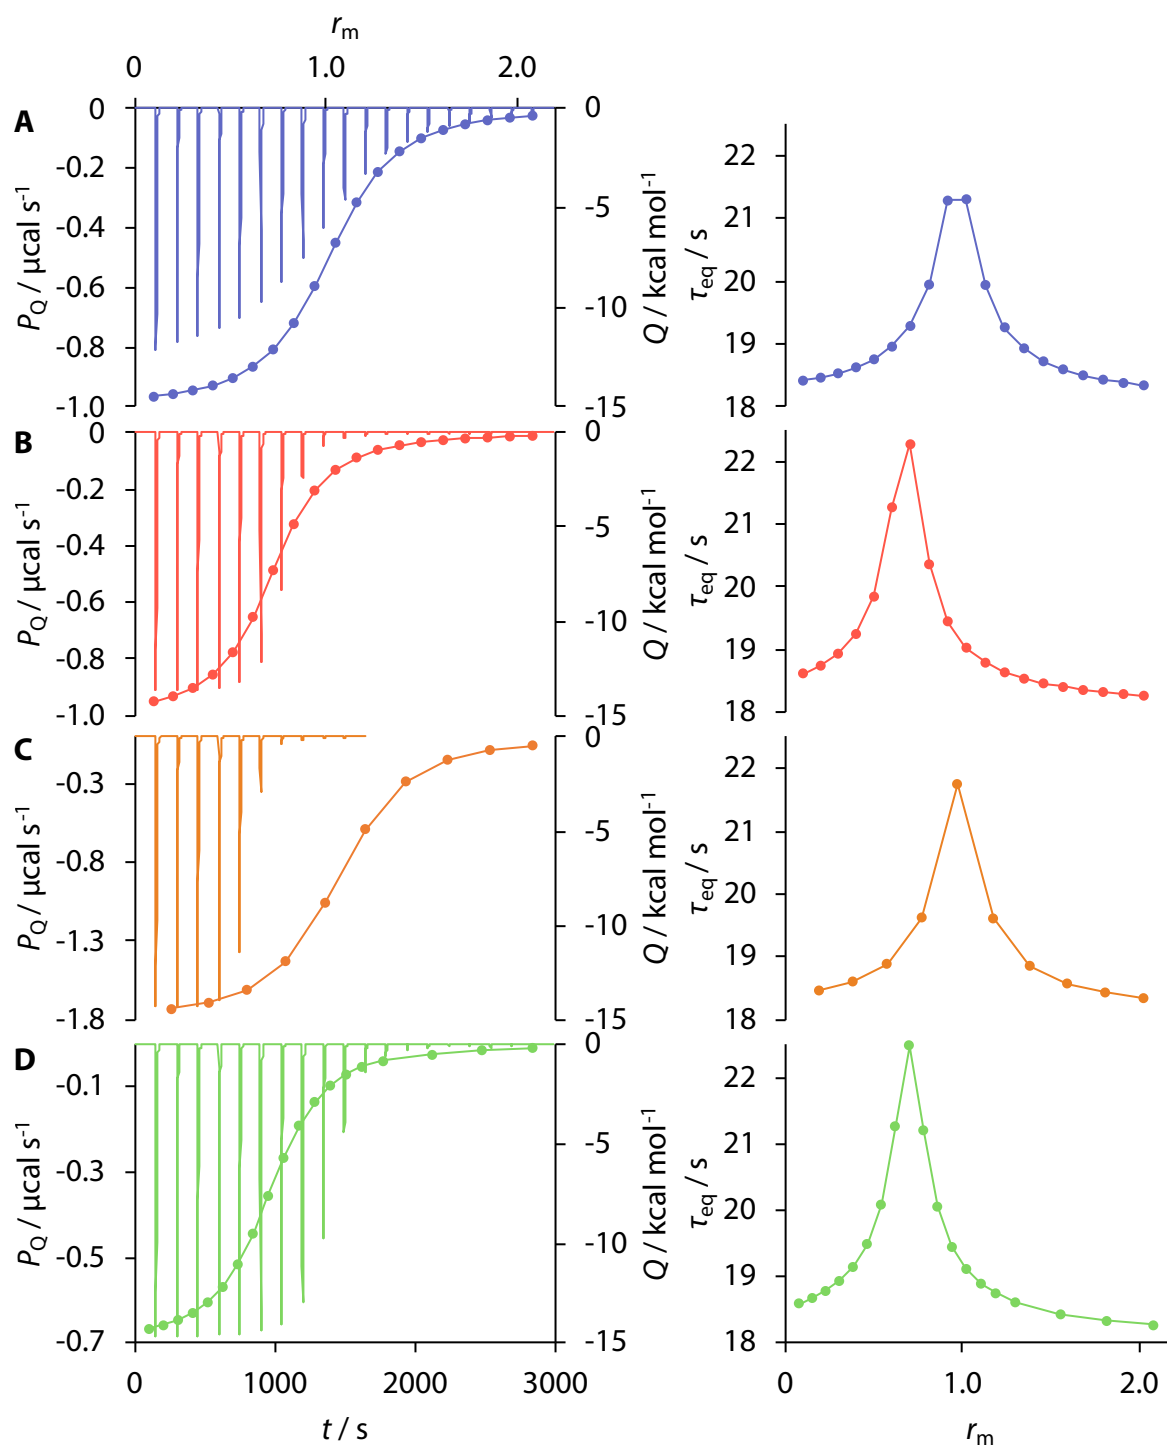 rₘ
0 1.0 2.0
A
0
-0.2
-0.4
-0.6
-0.8
-1.0
P_Q / μcal s⁻¹
0
-5
-10
-15
Q / kcal mol⁻¹
22
21
20
19
18
τ_eq / s
B
0
-0.2
-0.4
-0.6
-0.8
-1.0
P_Q / μcal s⁻¹
0
-5
-10
-15
Q / kcal mol⁻¹
22
21
20
19
18
τ_eq / s
C
-0.3
-0.8
-1.3
-1.8
P_Q / μcal s⁻¹
0
-5
-10
-15
Q / kcal mol⁻¹
22
21
20
19
18
τ_eq / s
D
-0.1
-0.3
-0.5
-0.7
P_Q / μcal s⁻¹
0
-5
-10
-15
Q / kcal mol⁻¹
22
21
20
19
18
τ_eq / s
0 1000 2000 3000
t / s
0 1.0 2.0
rₘ